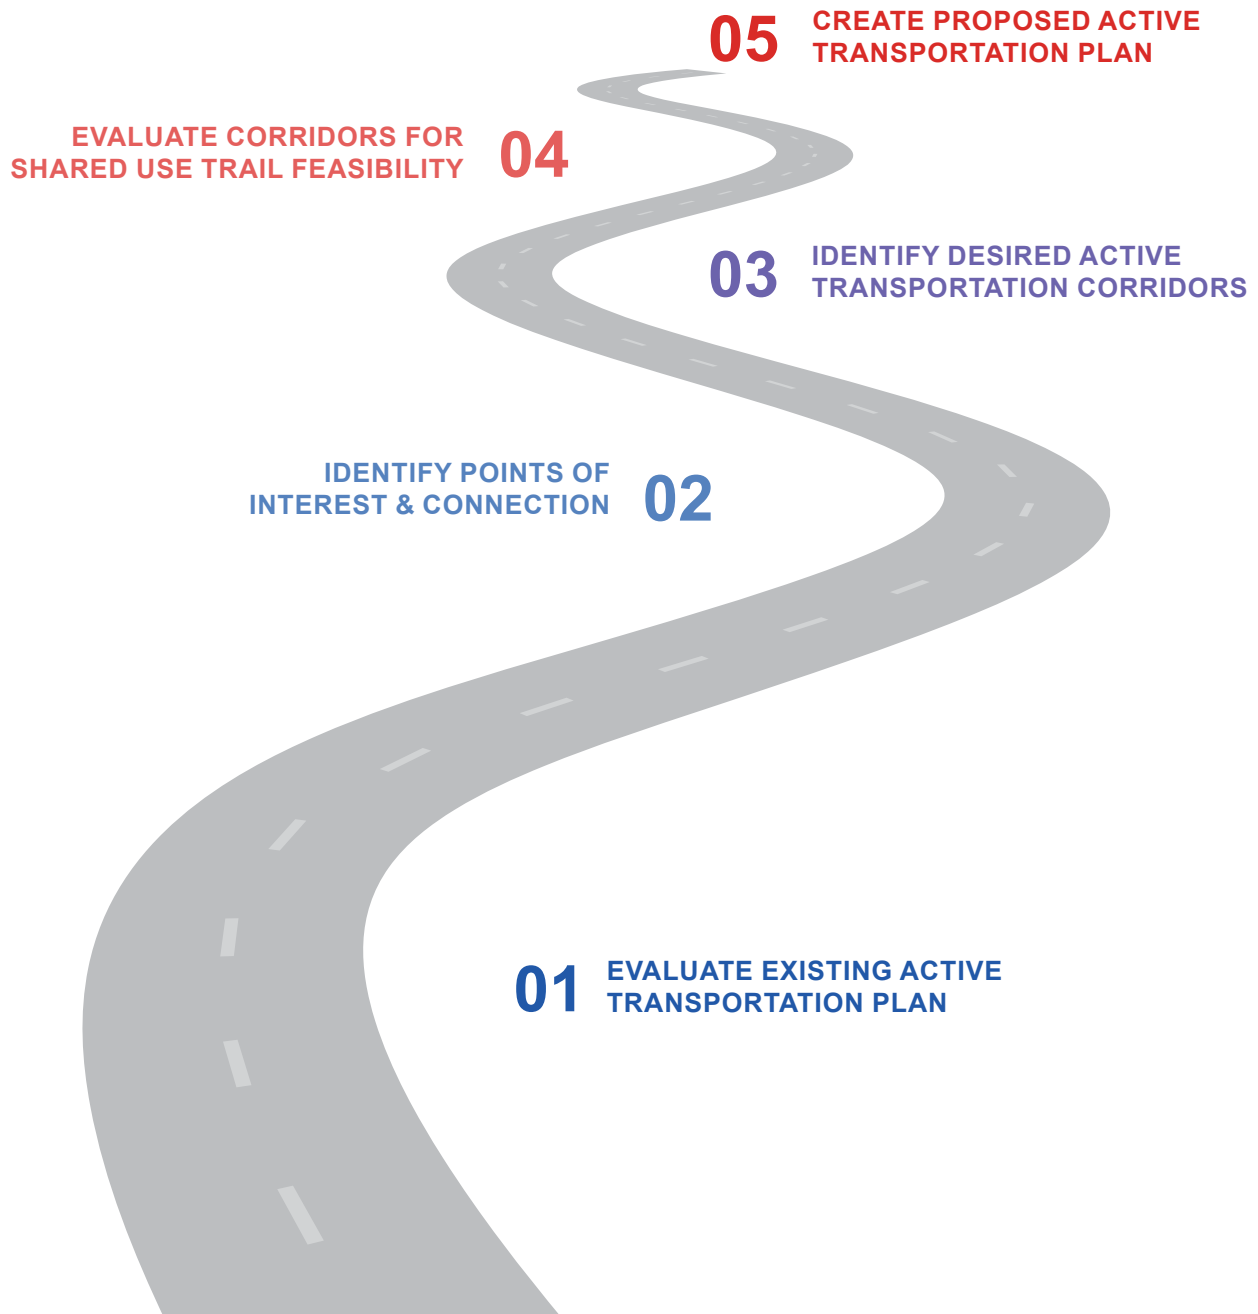 05
CREATE PROPOSED ACTIVE
TRANSPORTATION PLAN
EVALUATE CORRIDORS FOR
SHARED USE TRAIL FEASIBILITY
04
03
IDENTIFY DESIRED ACTIVE
TRANSPORTATION CORRIDORS
IDENTIFY POINTS OF
INTEREST & CONNECTION
02
01
EVALUATE EXISTING ACTIVE
TRANSPORTATION PLAN